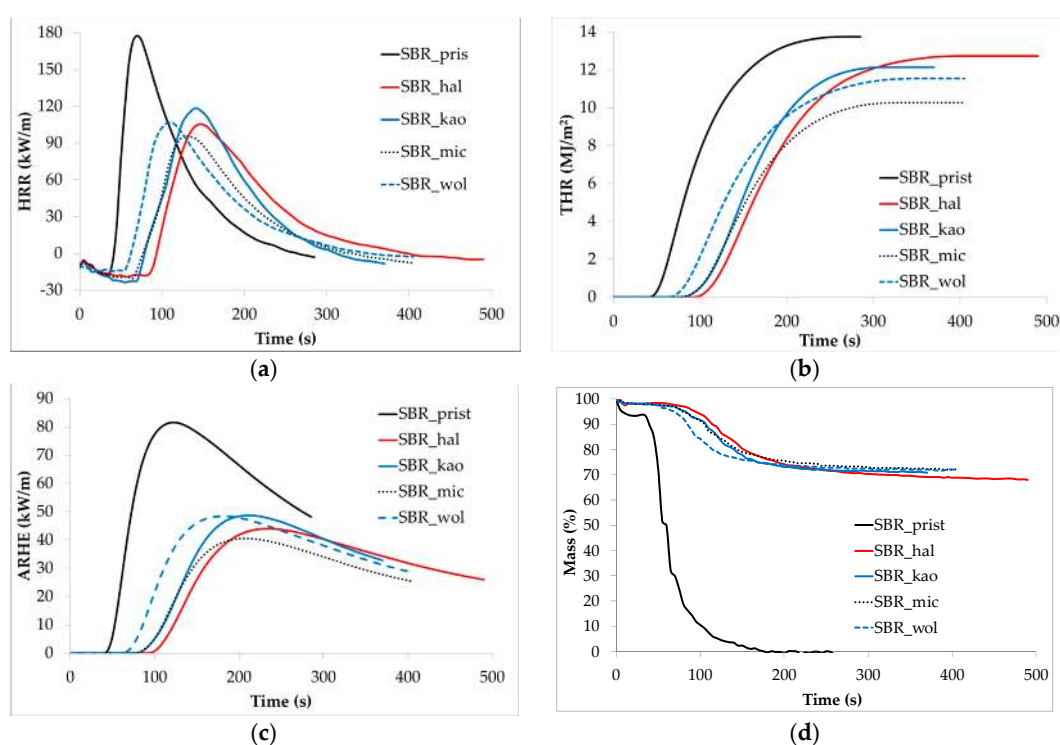 180
150
120
90
60
30
0
-30
HRR (kW/m)
SBR_pris
SBR_hal
SBR_kao
SBR_mic
SBR_wol
0 100 200 300 400 500
Time (s)
(a)
14
12
10
8
6
4
2
0
THR (MJ/m²)
SBR_prist
SBR_hal
SBR_kao
SBR_mic
SBR_wol
0 100 200 300 400 500
Time (s)
(b)
90
80
70
60
50
40
30
20
10
0
ARHE (kW/m)
SBR_prist
SBR_hal
SBR_kao
SBR_mic
SBR_wol
0 100 200 300 400 500
Time (s)
(c)
100
90
80
70
60
50
40
30
20
10
0
Mass (%)
SBR_prist
SBR_hal
SBR_kao
SBR_mic
SBR_wol
0 100 200 300 400 500
Time (s)
(d)